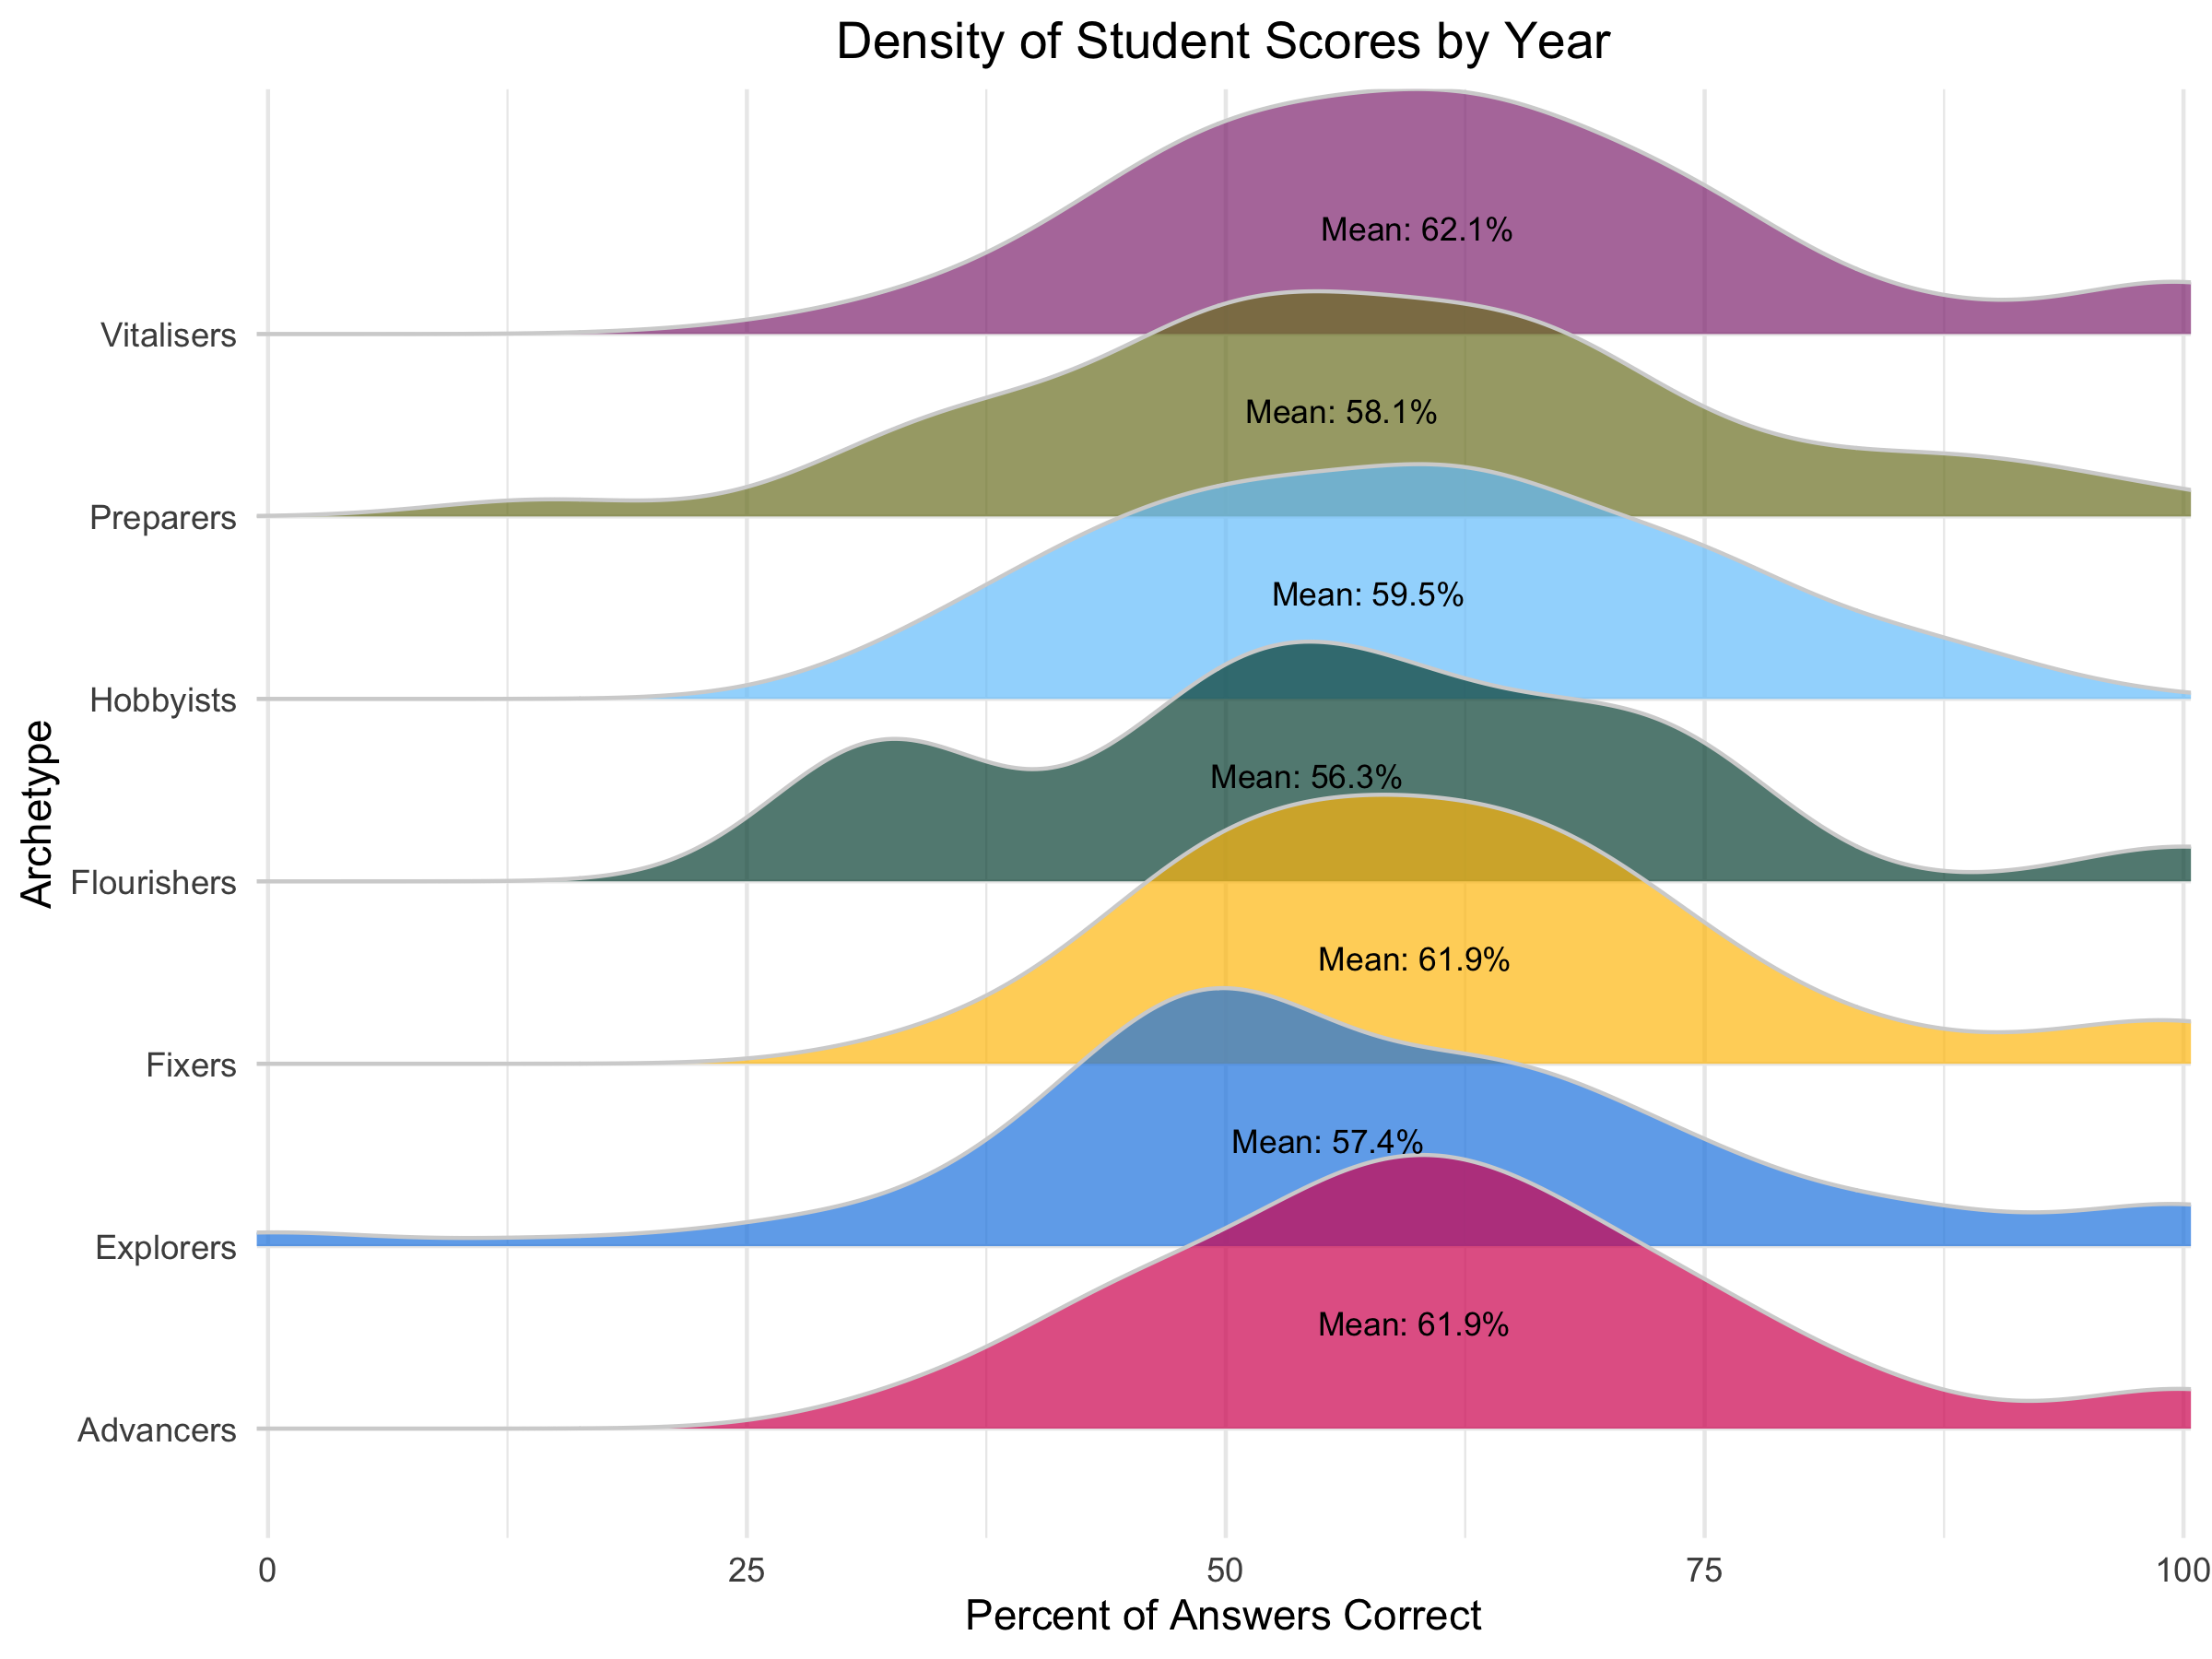 Density of Student Scores by Year
Archetype
Vitalisers
Mean: 62.1%
Preparers
Mean: 58.1%
Hobbyists
Mean: 59.5%
Flourishers
Mean: 56.3%
Fixers
Mean: 61.9%
Explorers
Mean: 57.4%
Advancers
Mean: 61.9%
0 25 50 75 100
Percent of Answers Correct